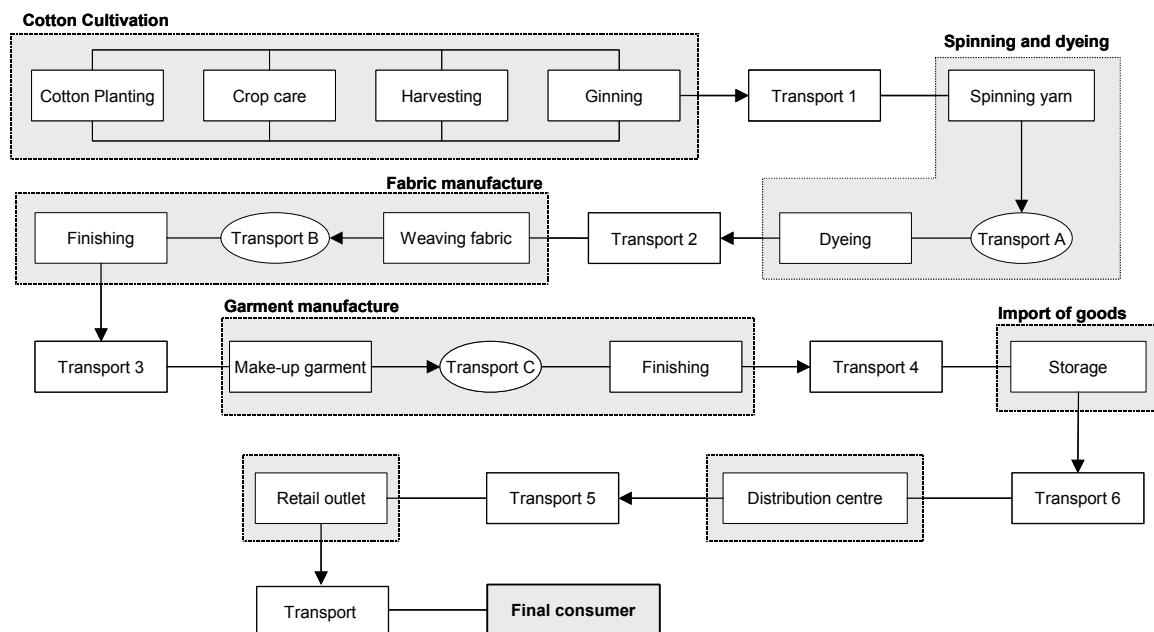 Cotton Cultivation
Spinning and dyeing
Cotton Planting
Crop care
Harvesting
Ginning
Transport 1
Spinning yarn
Fabric manufacture
Finishing
Transport B
Weaving fabric
Transport 2
Dyeing
Transport A
Garment manufacture
Import of goods
Transport 3
Make-up garment
Transport C
Finishing
Transport 4
Storage
Retail outlet
Transport 5
Distribution centre
Transport 6
Transport
Final consumer